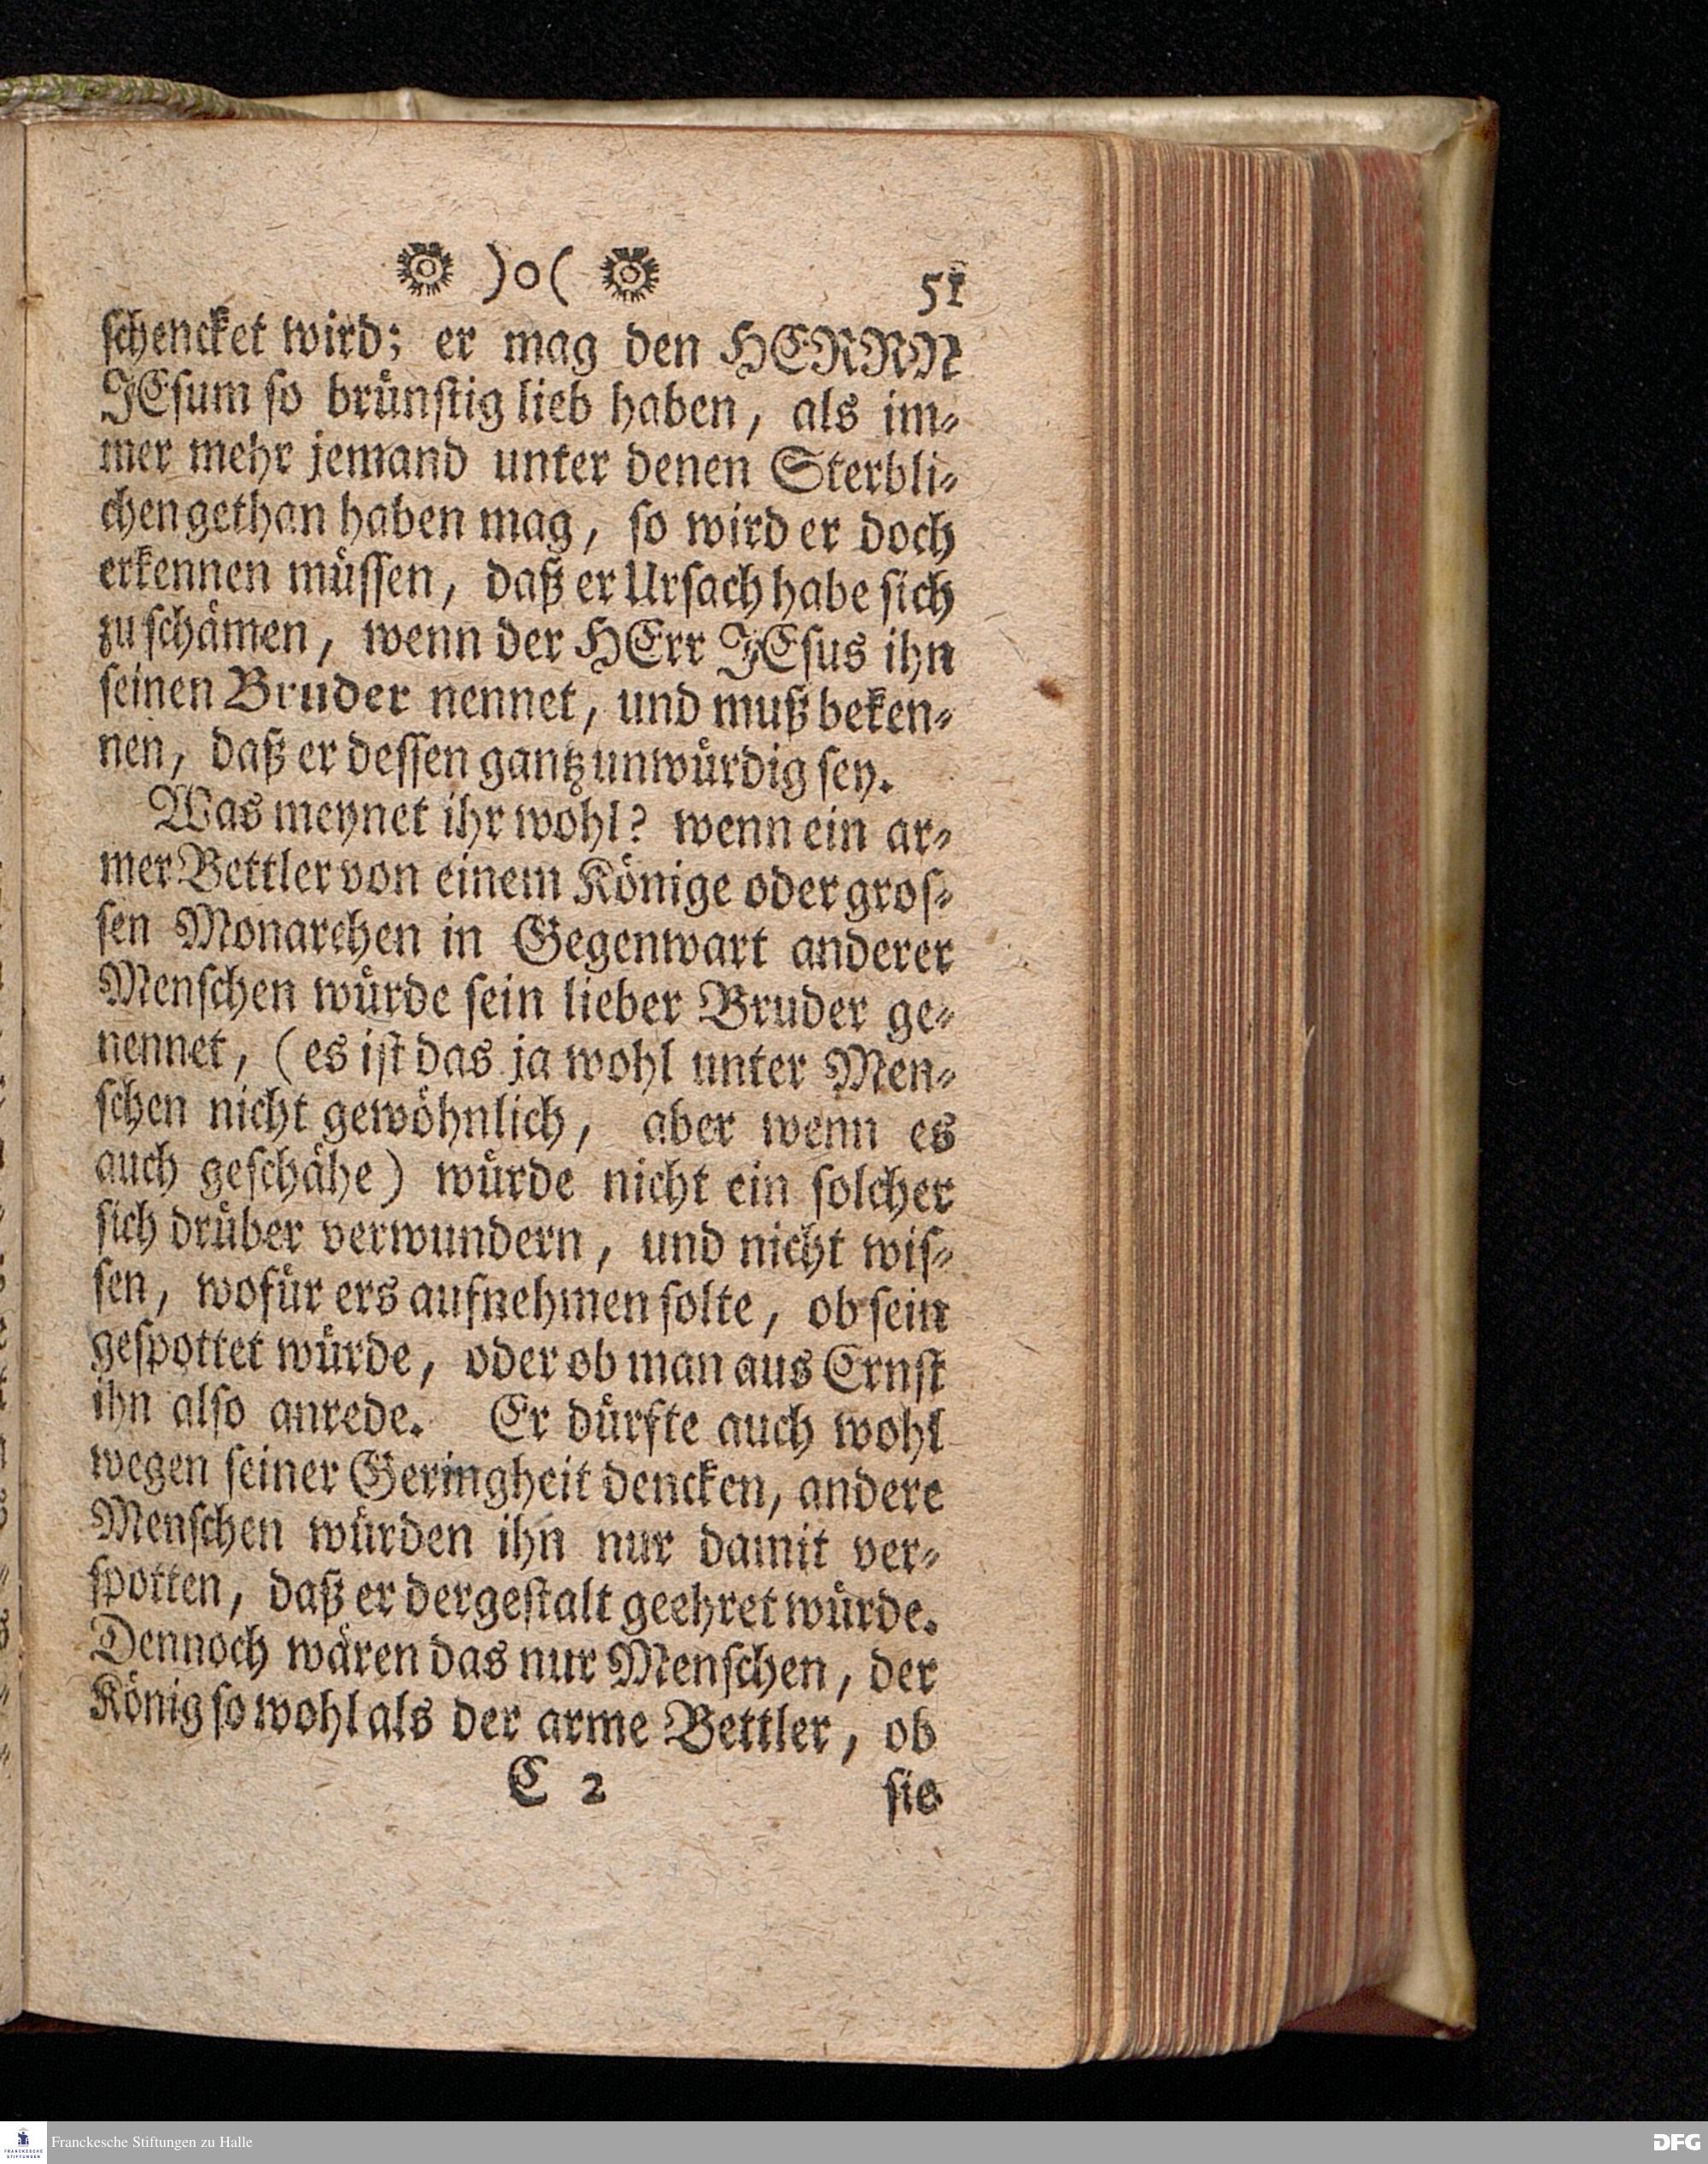 )o( 51
ſchencket wird; er mag den HERRN
JEſum ſo brünſtig lieb haben, als im⸗
mer mehr jemand unter denen Sterbli⸗
chen gethan haben mag, ſo wird er doch
erkennen müſſen, daß er Urſach habe ſich
zu ſchämen, wenn der HErr JEſus ihn
ſeinen Bruder nennet, und muß beken⸗
nen, daß er deſſen gantz unwürdig ſey.
Was meynet ihr wohl? wenn ein ar⸗
mer Bettler von einem Könige oder groſ⸗
ſen Monarchen in Gegenwart anderer
Menſchen würde ſein lieber Bruder ge⸗
nennet, (es iſt das ja wohl unter Men⸗
ſchen nicht gewöhnlich, aber wenn es
auch geſchähe) würde nicht ein ſolcher
ſich drüber verwundern, und nicht wiſ⸗
ſen, wofür ers aufnehmen ſolte, ob ſein
geſpottet würde, oder ob man aus Ernſt
ihn alſo anrede. Er dürfte auch wohl
wegen ſeiner Geringheit dencken, andere
Menſchen würden ihn nur damit ver⸗
ſpotten, daß er dergeſtalt geehret würde.
Dennoch wären das nur Menſchen, der
König ſo wohl als der arme Bettler, ob
C 2 ſie
Franckesche Stiftungen zu Halle
DFG